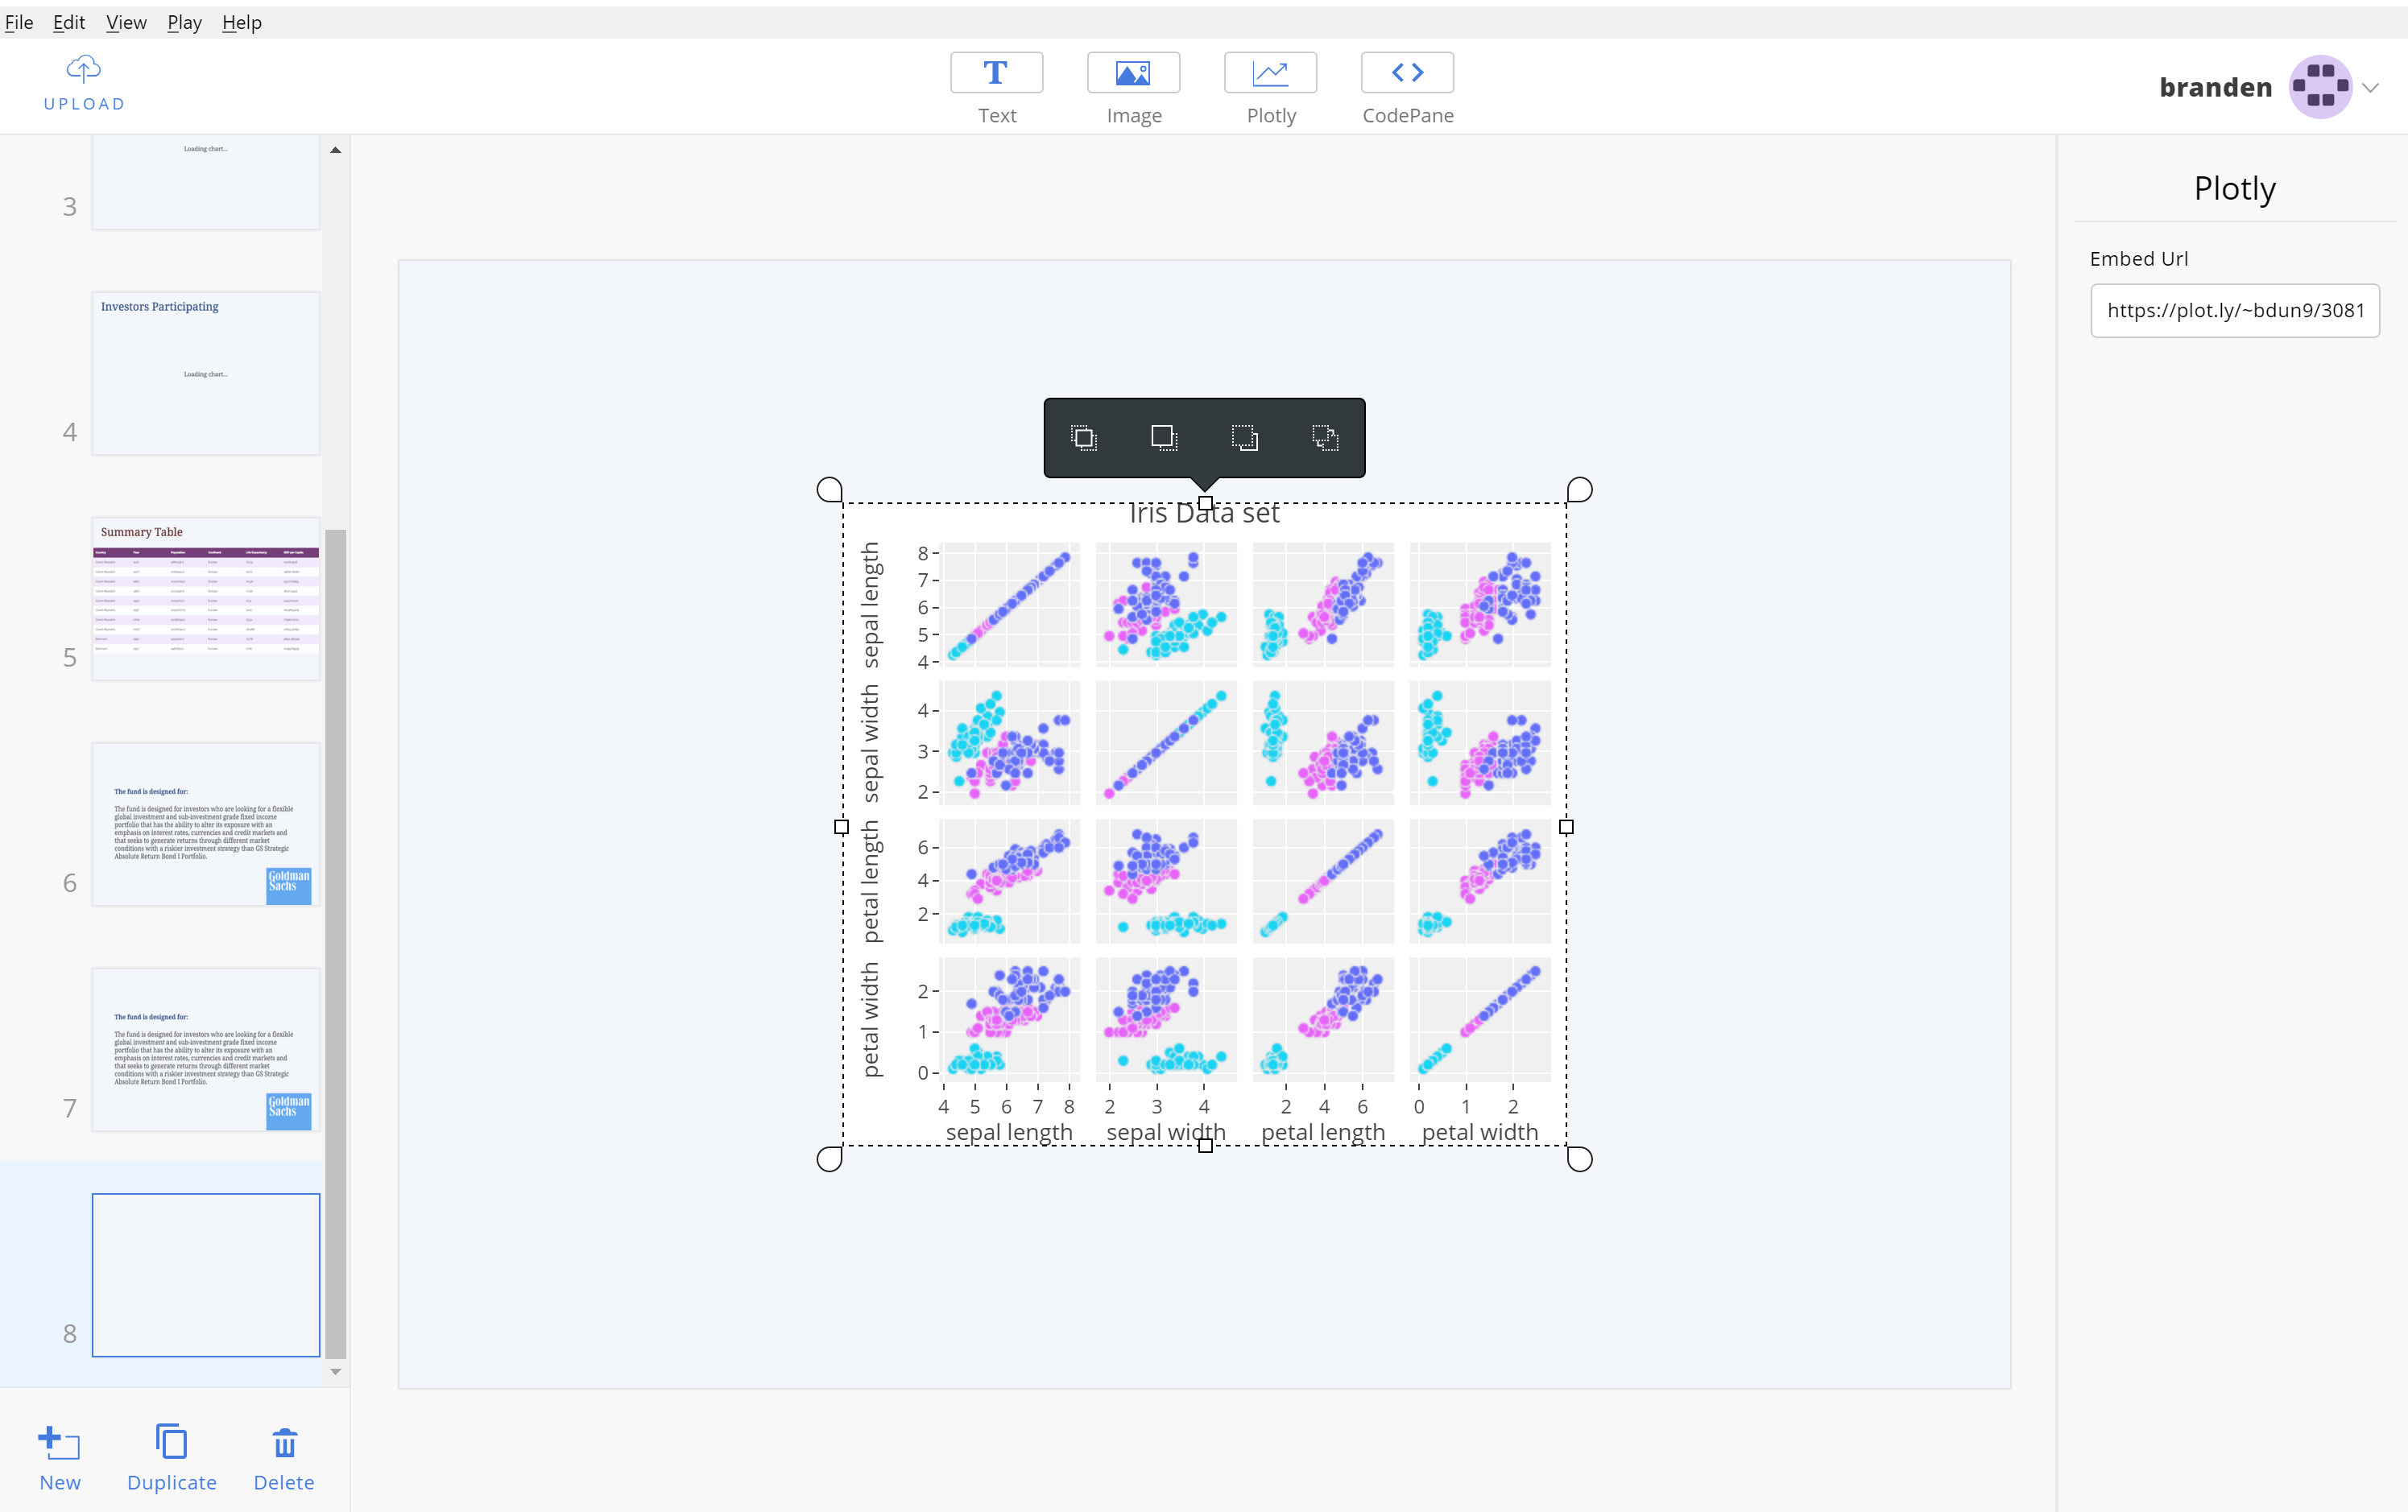 File Edit View Play Help
UPLOAD
Text Image Plotly CodePane
branden
Loading chart...
3
Investors Participating
Loading chart...
4
Summary Table
5
The fund is designed for:
The fund is designed for investors who are looking for a flexible
global investment and sub-investment grade fixed income
portfolio that has the ability to alter its exposure with an
emphasis on interest rates, currencies and credit markets and
that seeks to generate returns through different market
conditions with a riskier investment strategy than GS Strategic
Absolute Return Bond I Portfolio.
Goldman
Sachs
6
The fund is designed for:
The fund is designed for investors who are looking for a flexible
global investment and sub-investment grade fixed income
portfolio that has the ability to alter its exposure with an
emphasis on interest rates, currencies and credit markets and
that seeks to generate returns through different market
conditions with a riskier investment strategy than GS Strategic
Absolute Return Bond I Portfolio.
Goldman
Sachs
7
8
New Duplicate Delete
Iris Data set
sepal length
8
7
6
5
4
sepal width
4
3
2
petal length
6
4
2
petal width
2
1
0
4 5 6 7 8 2 3 4 2 4 6 0 1 2
sepal length sepal width petal length petal width
Plotly
Embed Url
https://plot.ly/~bdun9/3081